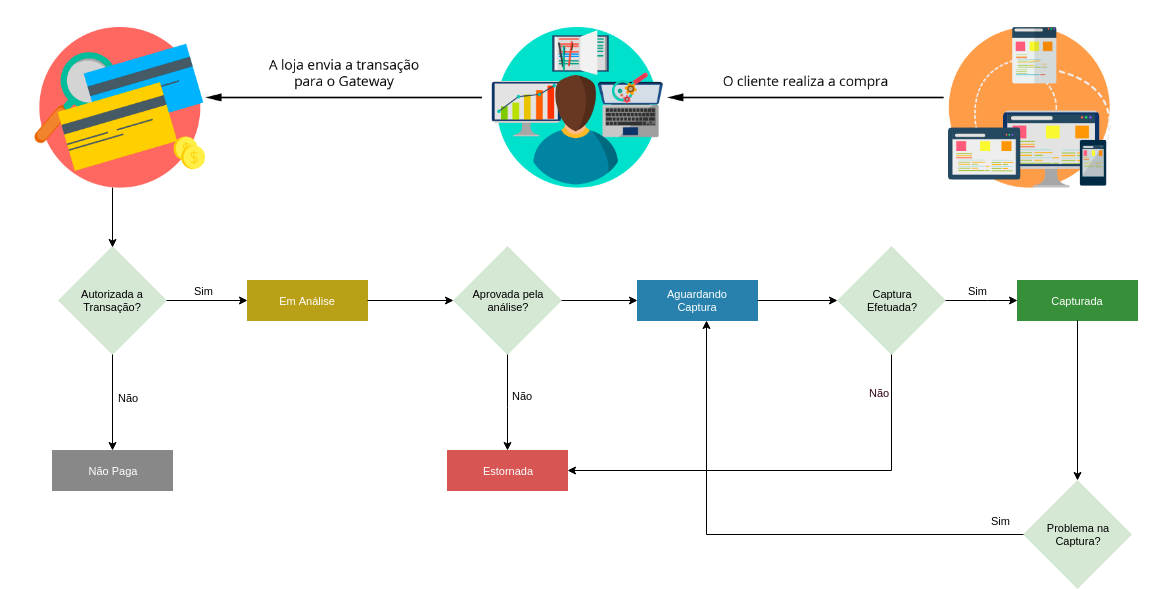 A loja envia a transação
para o Gateway
O cliente realiza a compra
Autorizada a
Transação?
Sim
Em Análise
Aprovada pela
análise?
Aguardando
Captura
Captura
Efetuada?
Sim
Capturada
Não
Não
Não
Não Paga
Estornada
Sim
Problema na
Captura?